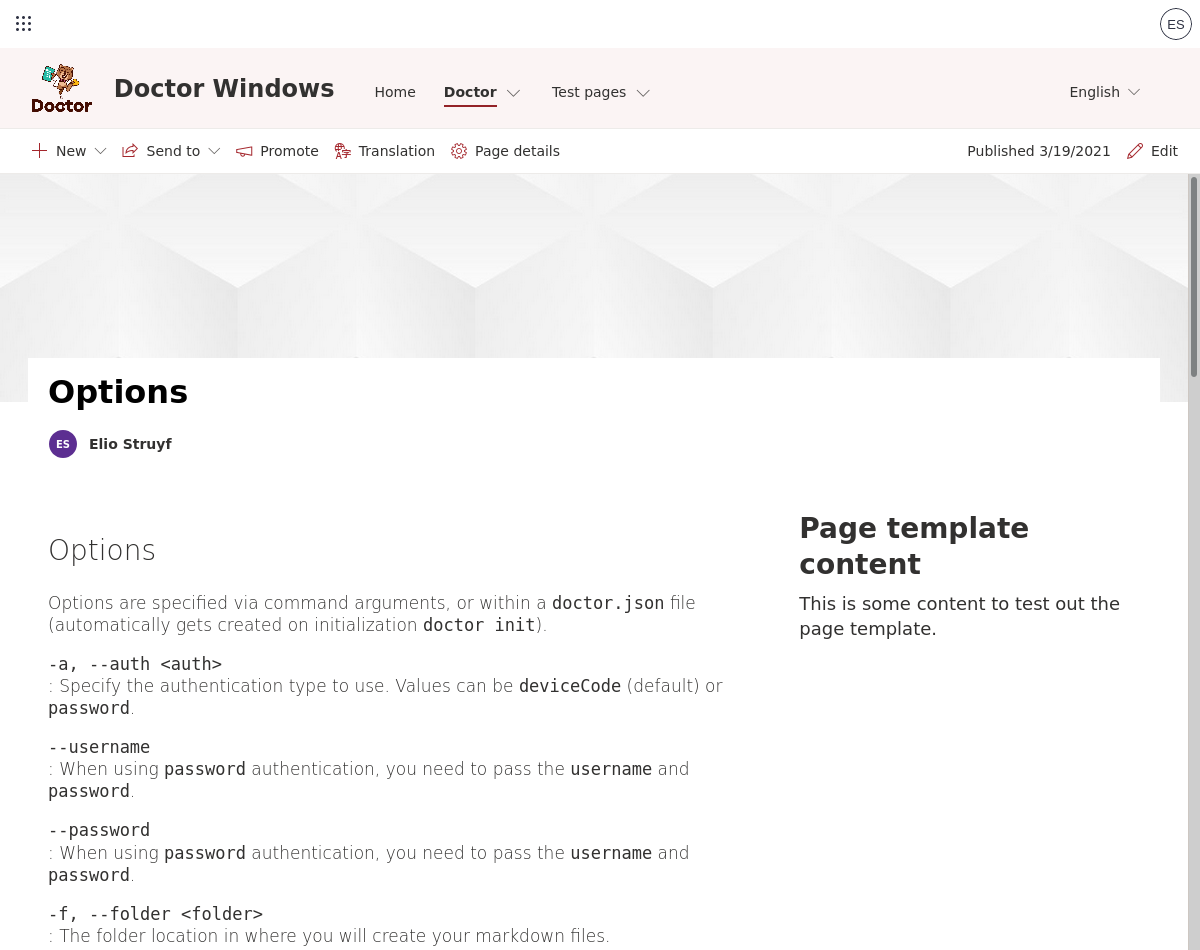 ES
Doctor
Doctor Windows
Home
Doctor
Test pages
English
New
Send to
Promote
Translation
Page details
Published 3/19/2021
Edit
Options
ES
Elio Struyf
Options
Options are specified via command arguments, or within a doctor.json file
(automatically gets created on initialization doctor init).
-a, --auth <auth>
: Specify the authentication type to use. Values can be deviceCode (default) or
password.
--username
: When using password authentication, you need to pass the username and
password.
--password
: When using password authentication, you need to pass the username and
password.
-f, --folder <folder>
: The folder location in where you will create your markdown files.
Page template
content
This is some content to test out the
page template.